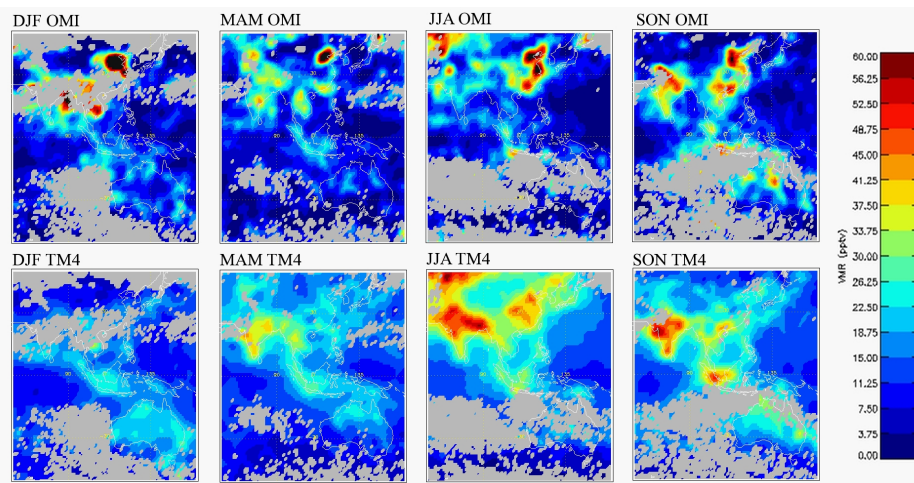 DJF OMI
MAM OMI
JJA OMI
SON OMI
DJF TM4
MAM TM4
JJA TM4
SON TM4
60.00
56.25
52.50
48.75
45.00
41.25
37.50
33.75
30.00
26.25
22.50
18.75
15.00
11.25
7.50
3.75
0.00
VMR (pptv)